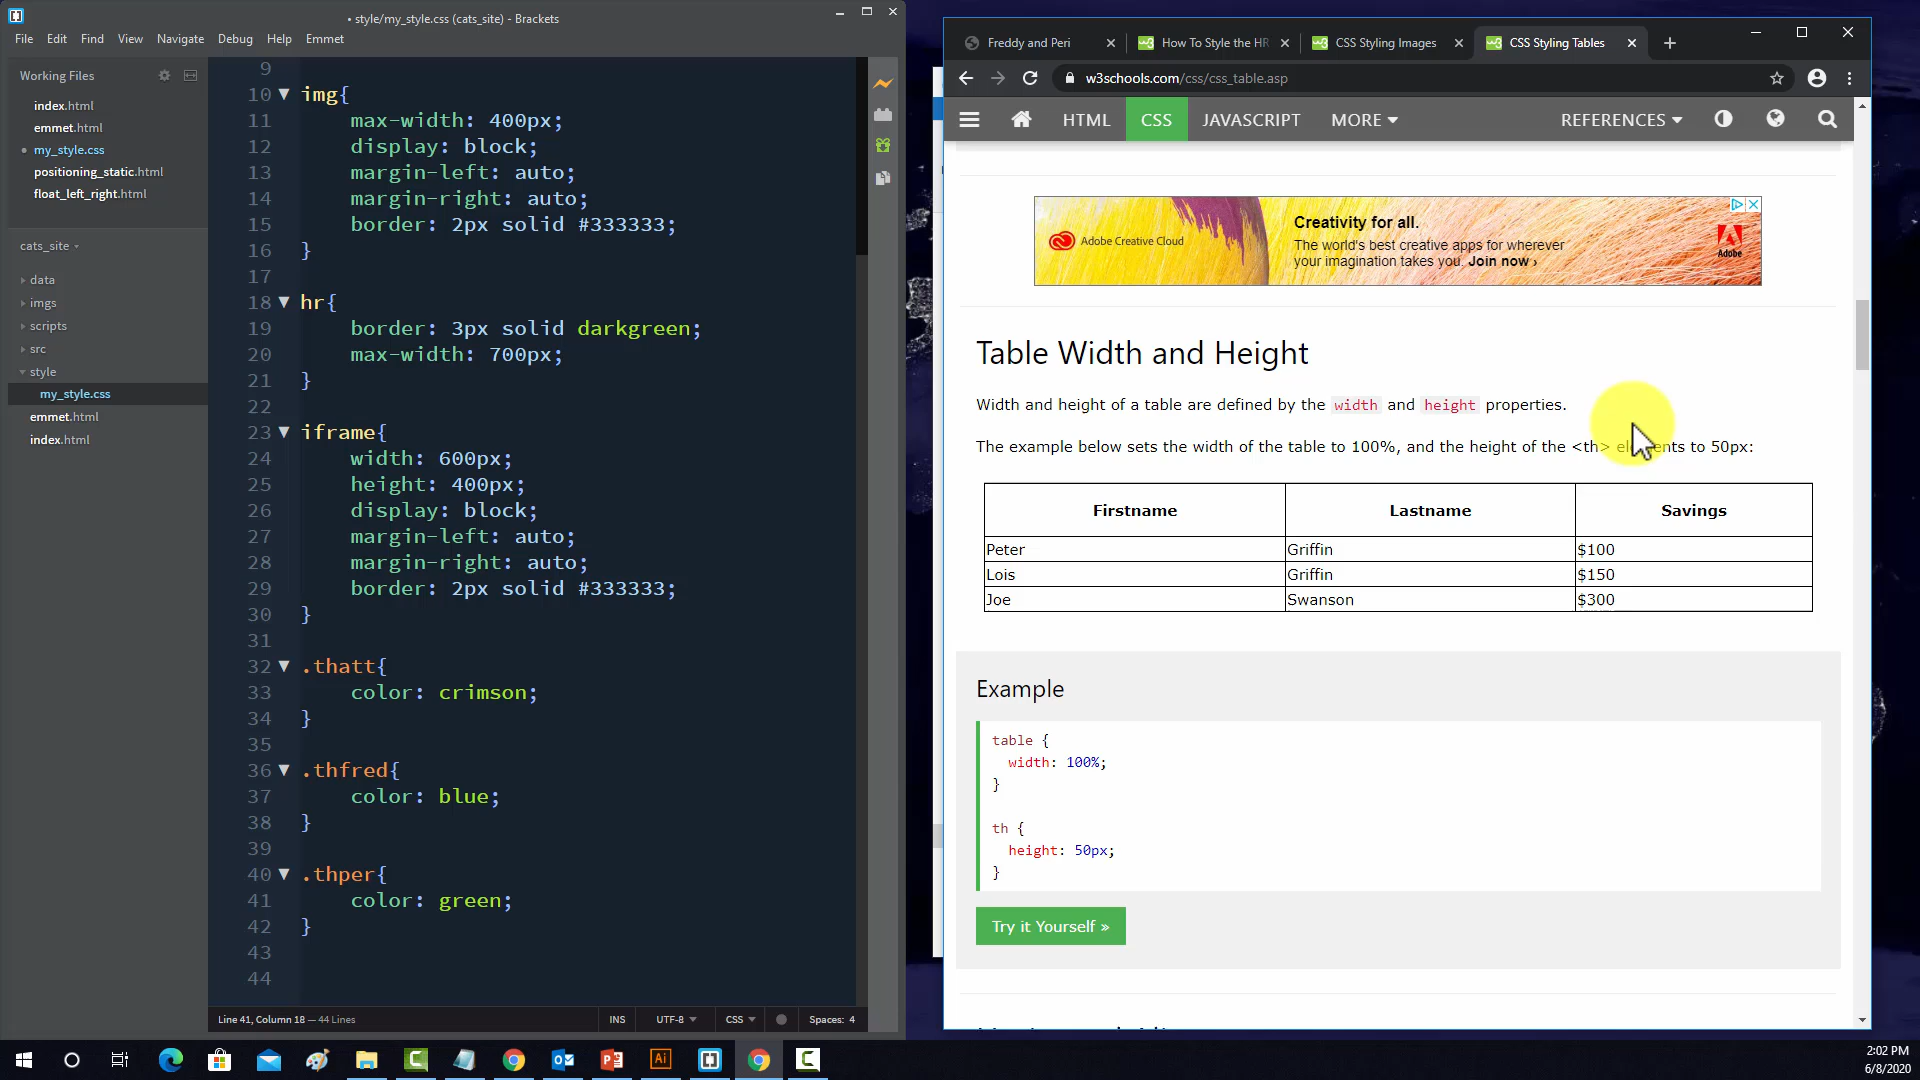 • style/my_style.css (cats_site) - Brackets
File Edit Find View Navigate Debug Help Emmet
Working Files
index.html
emmet.html
my_style.css
positioning_static.html
float_left_right.html
cats_site
data
imgs
scripts
src
style
my_style.css
emmet.html
index.html
9
10 img{
11 max-width: 400px;
12 display: block;
13 margin-left: auto;
14 margin-right: auto;
15 border: 2px solid #333333;
16 }
17
18 hr{
19 border: 3px solid darkgreen;
20 max-width: 700px;
21 }
22
23 iframe{
24 width: 600px;
25 height: 400px;
26 display: block;
27 margin-left: auto;
28 margin-right: auto;
29 border: 2px solid #333333;
30 }
31
32 .thatt{
33 color: crimson;
34 }
35
36 .thfred{
37 color: blue;
38 }
39
40 .thper{
41 color: green;
42 }
43
44
Line 41, Column 18 — 44 Lines
INS UTF-8 CSS Spaces: 4
Freddy and Peri How To Style the HR CSS Styling Images CSS Styling Tables
w3schools.com/css/css_table.asp
HTML CSS JAVASCRIPT MORE REFERENCES
Adobe Creative Cloud
Creativity for all.
The world's best creative apps for wherever
your imagination takes you. Join now ›
Adobe
Table Width and Height
Width and height of a table are defined by the width and height properties.
The example below sets the width of the table to 100%, and the height of the <th> elements to 50px:
Firstname Lastname Savings
Peter Griffin $100
Lois Griffin $150
Joe Swanson $300
Example
table {
width: 100%;
}
th {
height: 50px;
}
Try it Yourself »
2:02 PM
6/8/2020